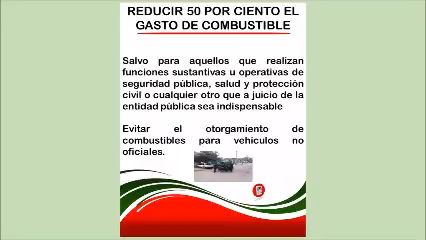 REDUCIR 50 POR CIENTO EL
GASTO DE COMBUSTIBLE
Salvo para aquellos que realizan
funciones sustantivas u operativas de
seguridad pública, salud y protección
civil o cualquier otro que a juicio de la
entidad pública sea indispensable
Evitar el otorgamiento de
combustibles para vehículos no
oficiales.